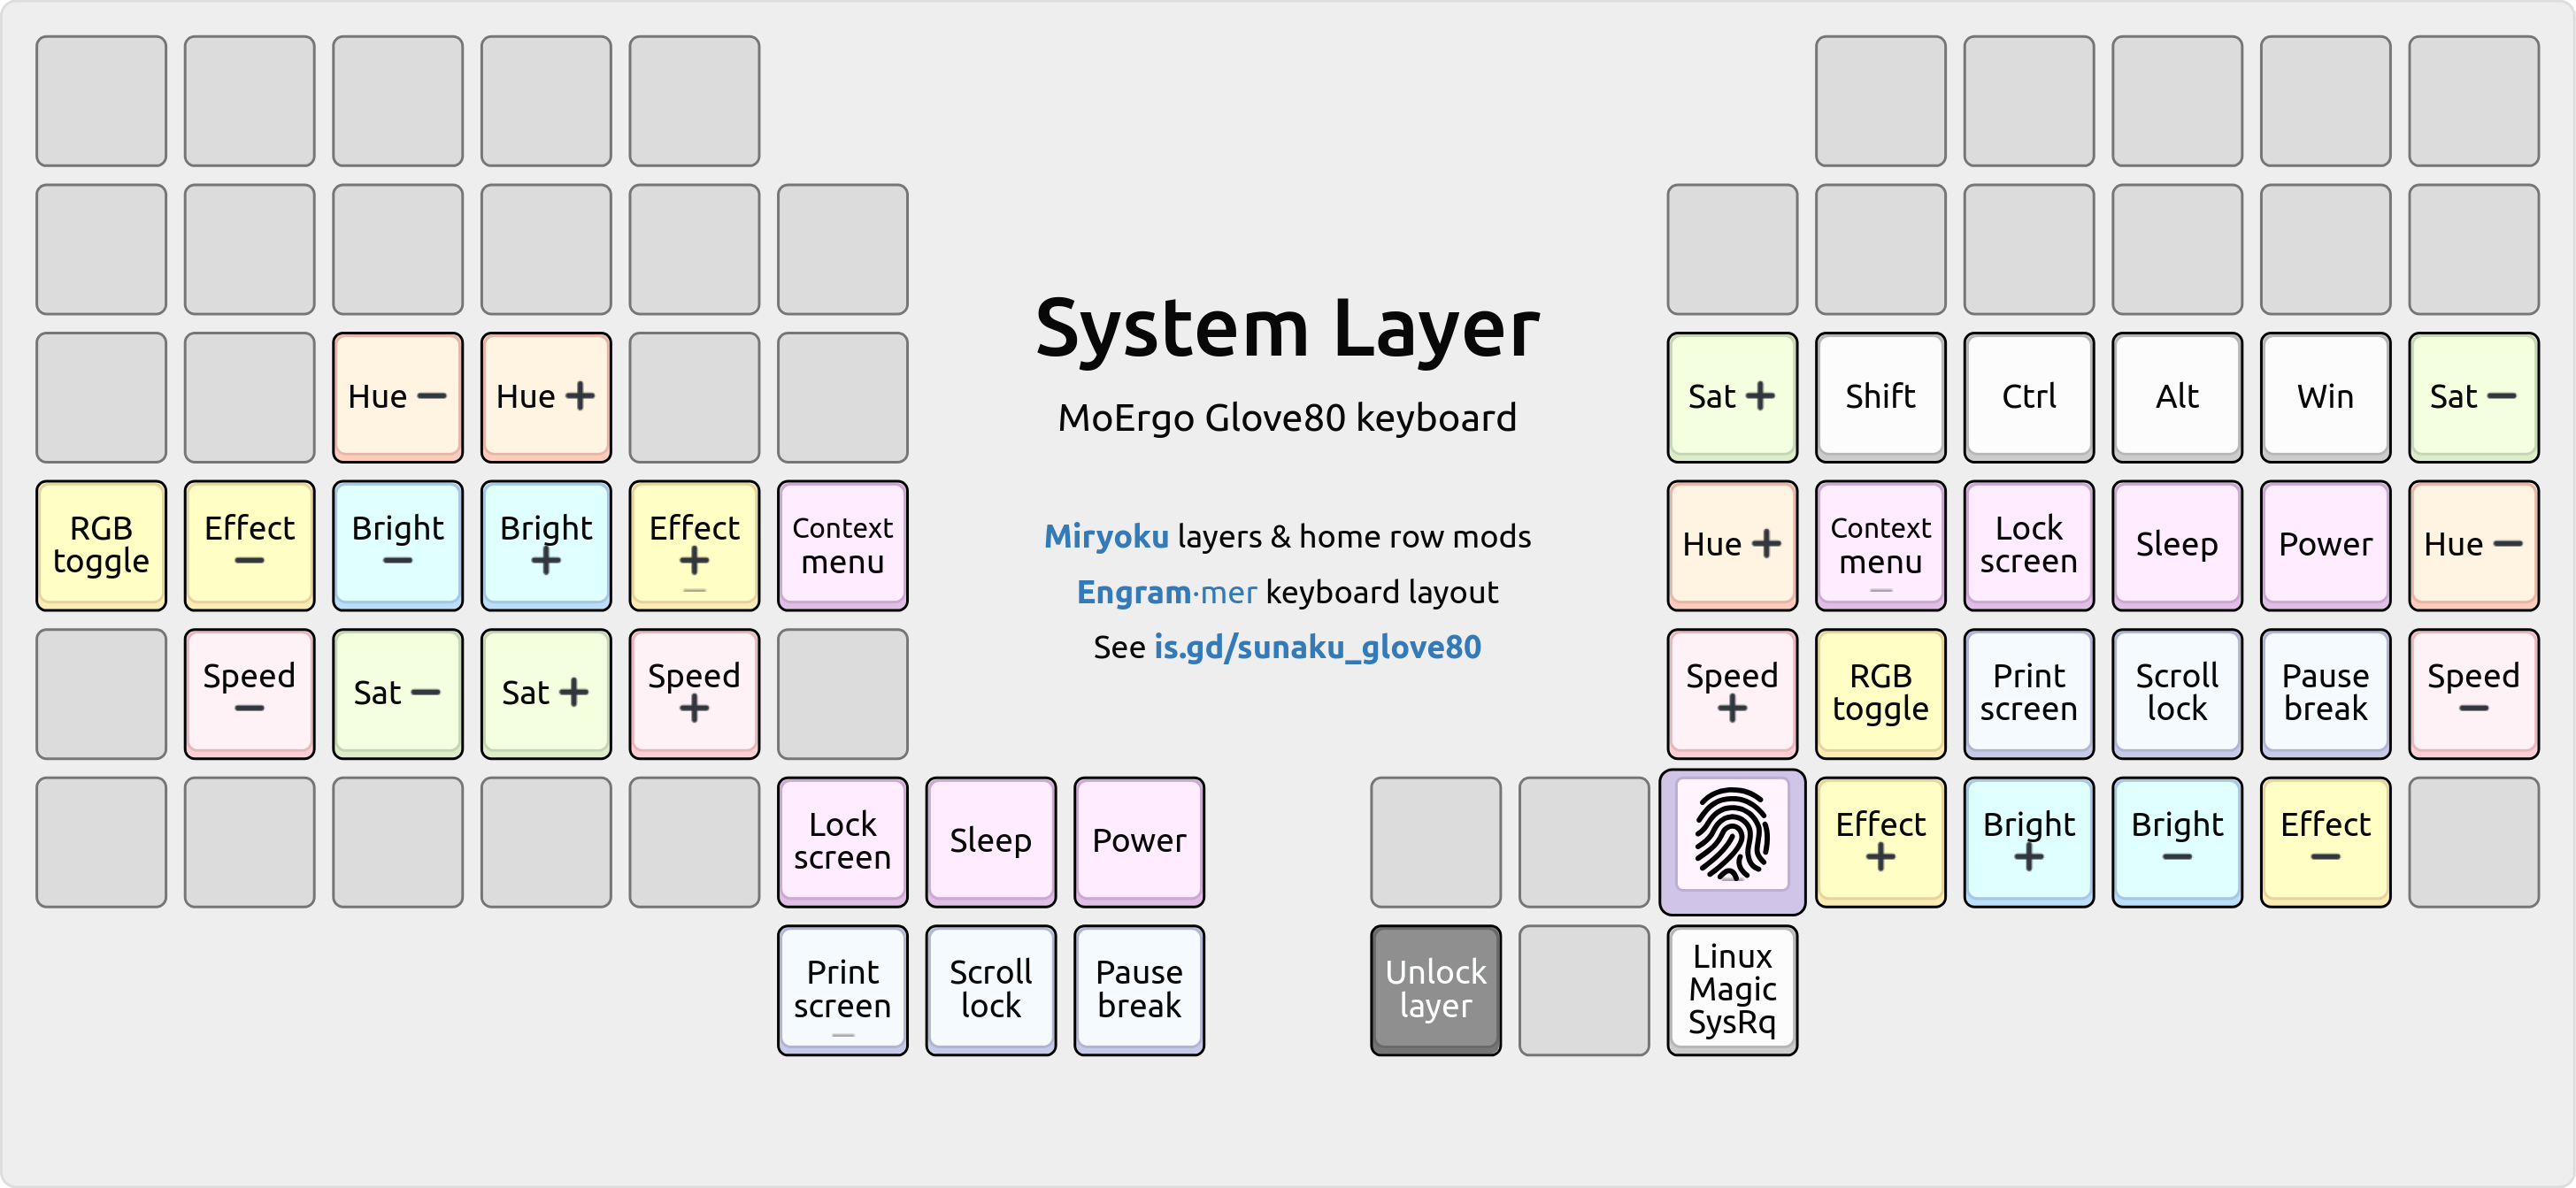 System Layer
MoErgo Glove80 keyboard
Miryoku layers & home row mods
Engram·mer keyboard layout
See is.gd/sunaku_glove80
Hue −
Hue +
RGB
toggle
Effect
−
Bright
−
Bright
+
Effect
+
Context
menu
Speed
−
Sat −
Sat +
Speed
+
Lock
screen
Sleep
Power
Print
screen
Scroll
lock
Pause
break
Sat +
Shift
Ctrl
Alt
Win
Sat −
Hue +
Context
menu
Lock
screen
Sleep
Power
Hue −
Speed
+
RGB
toggle
Print
screen
Scroll
lock
Pause
break
Speed
−
Effect
+
Bright
+
Bright
−
Effect
−
Unlock
layer
Linux
Magic
SysRq